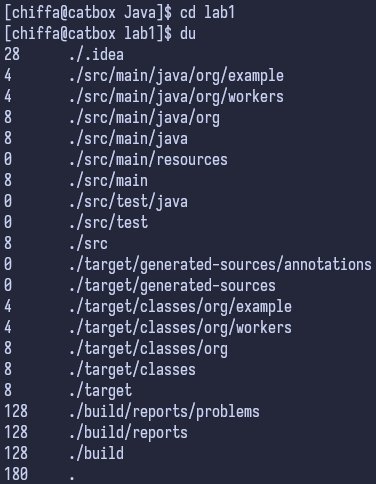 [chiffa@catbox Java]$ cd lab1
[chiffa@catbox lab1]$ du
28 ./.idea
4 ./src/main/java/org/example
4 ./src/main/java/org/workers
8 ./src/main/java/org
8 ./src/main/java
0 ./src/main/resources
8 ./src/main
0 ./src/test/java
0 ./src/test
8 ./src
0 ./target/generated-sources/annotations
0 ./target/generated-sources
4 ./target/classes/org/example
4 ./target/classes/org/workers
8 ./target/classes/org
8 ./target/classes
8 ./target
128 ./build/reports/problems
128 ./build/reports
128 ./build
180 .